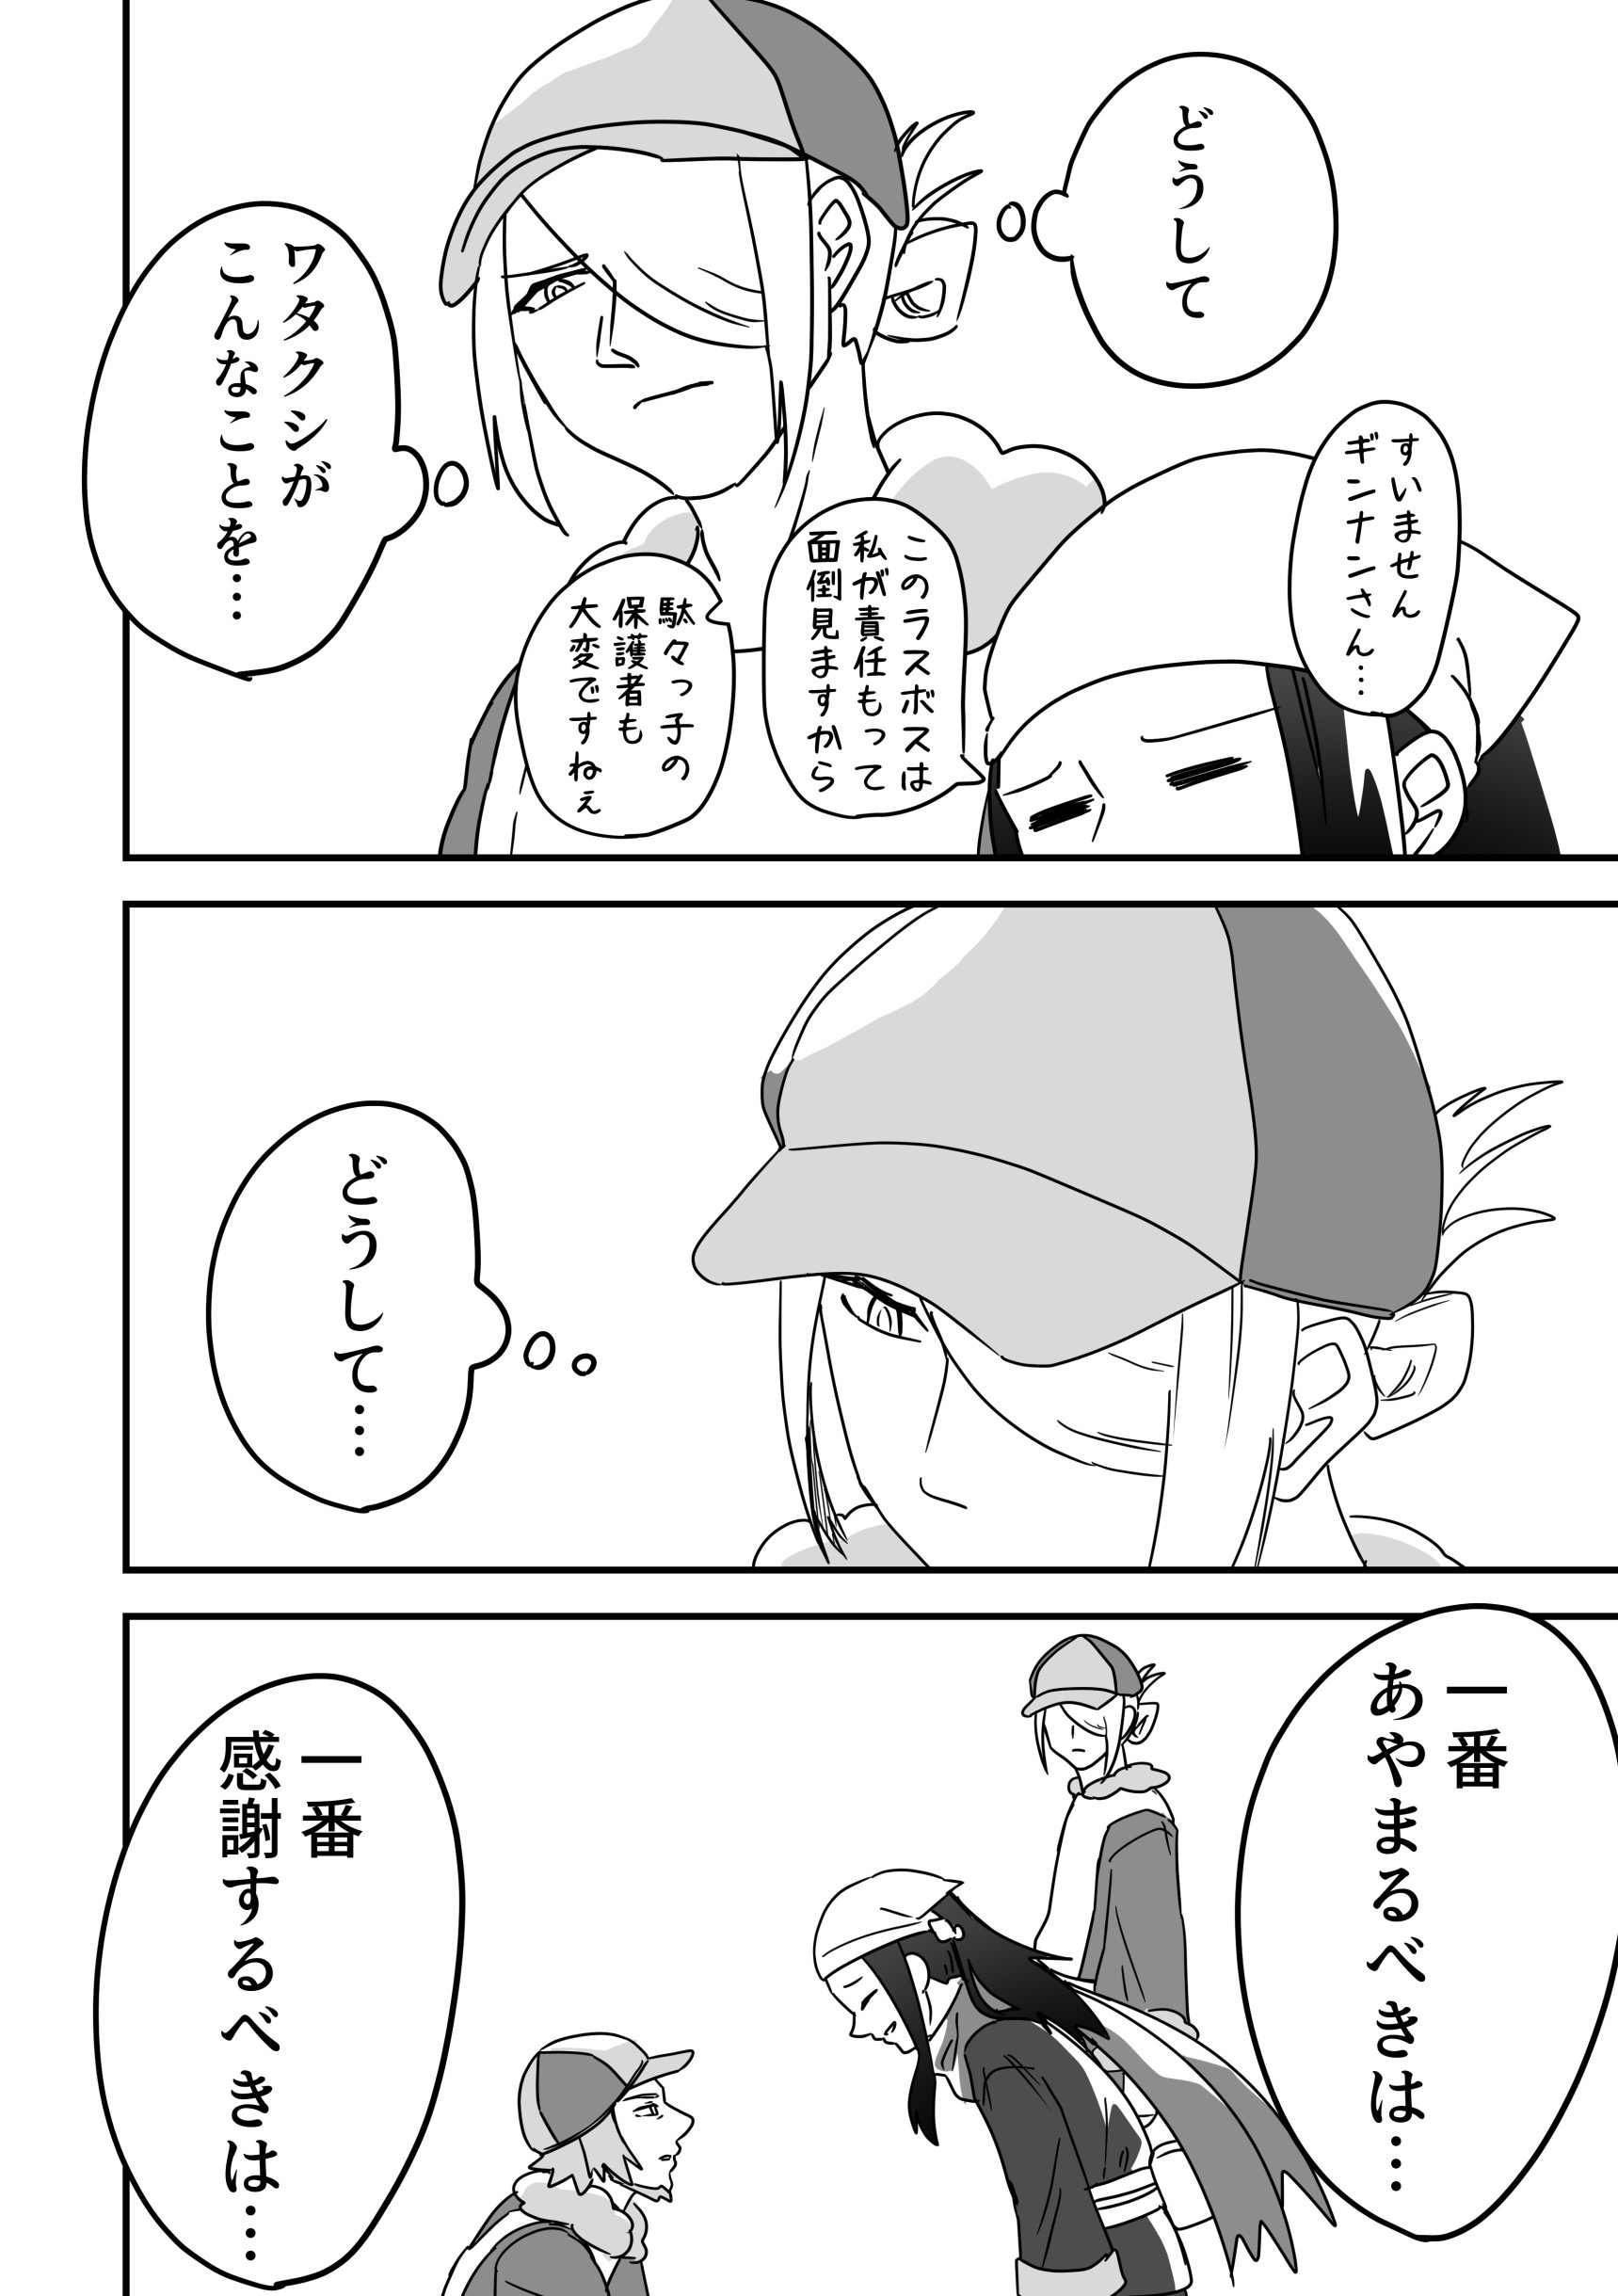 どうして
すいません
ギンナンさん…
このラスボスは
私が責任もって
面倒見ますから
駄々っ子の
保護者も
大変ですねぇ
ワタクシが
こんなことを…
どうして…
一番
あやまるべきは…
一番
感謝するべきは…